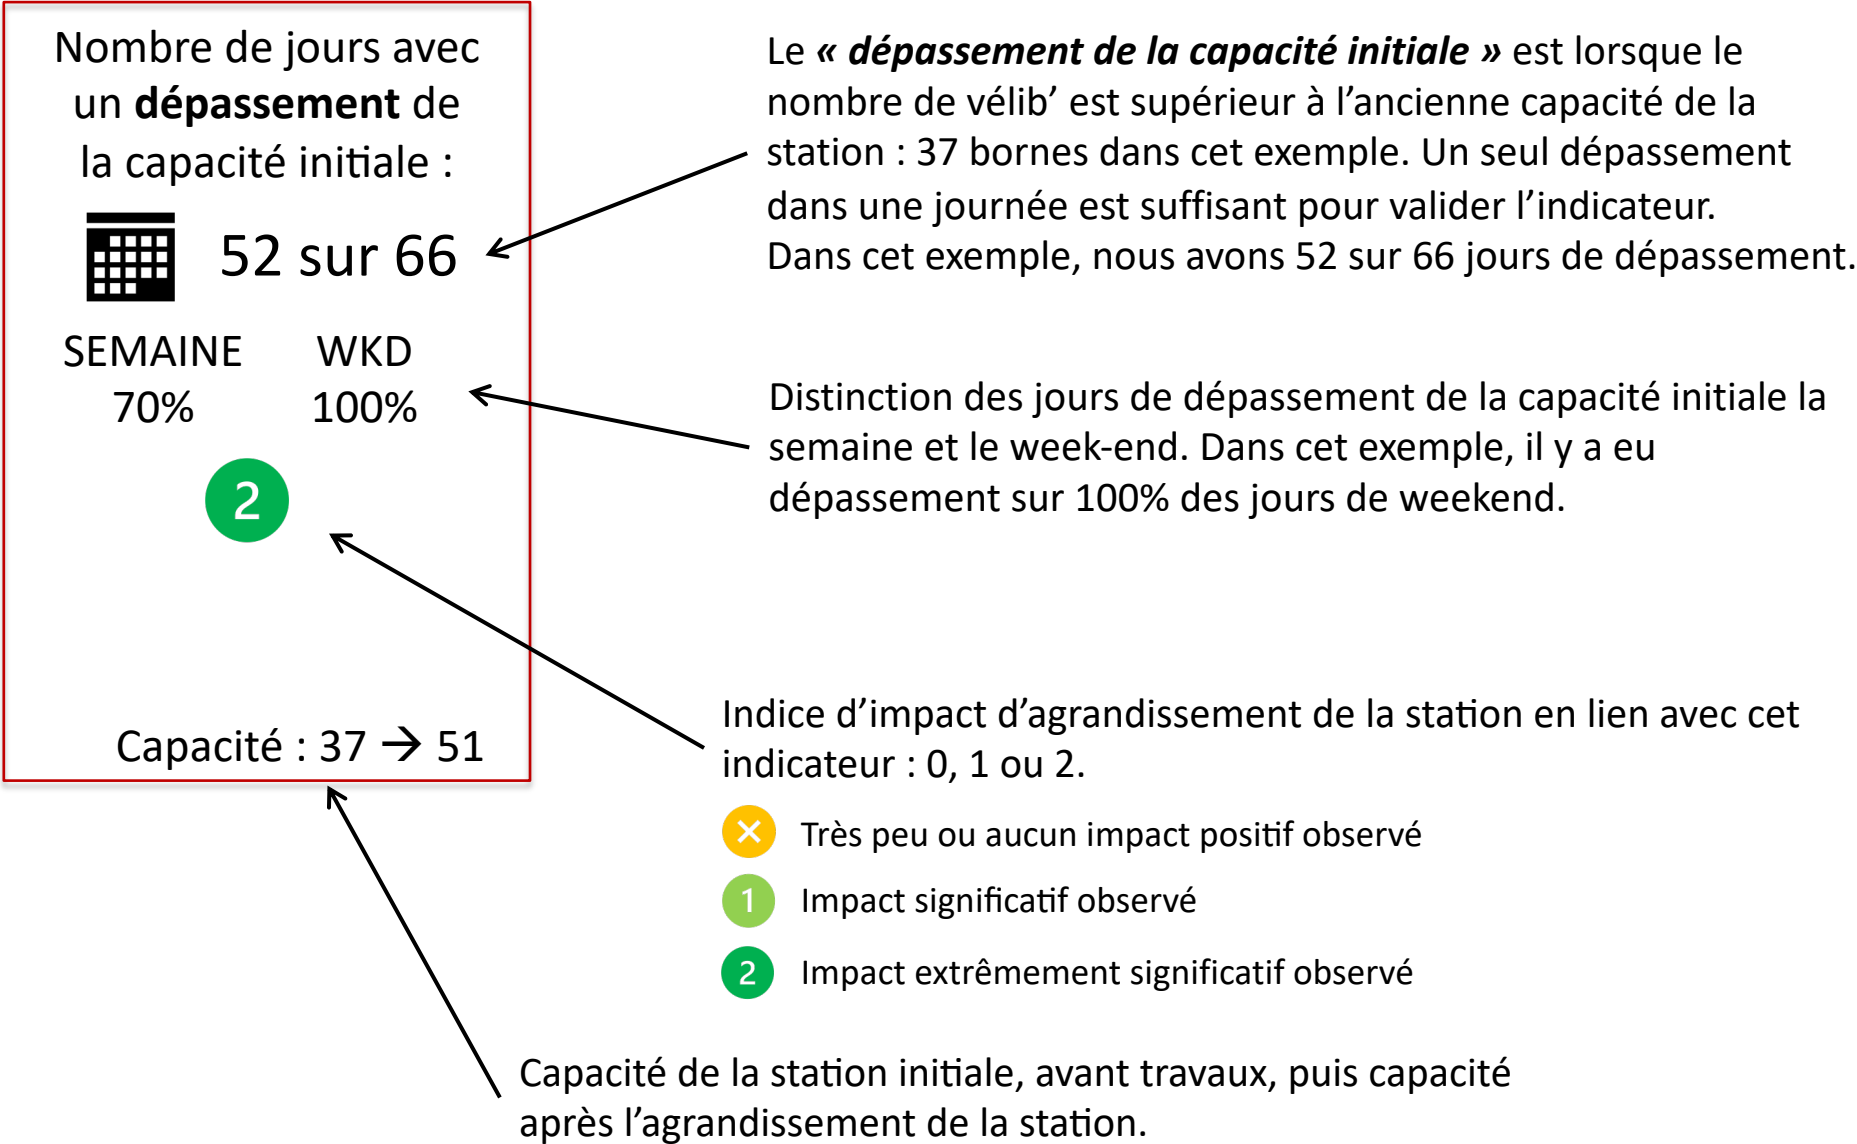 Nombre de jours avec
un dépassement de
la capacité initiale :
52 sur 66
SEMAINE WKD
70% 100%
2
Capacité : 37 → 51
Le « dépassement de la capacité initiale » est lorsque le
nombre de vélib’ est supérieur à l’ancienne capacité de la
station : 37 bornes dans cet exemple. Un seul dépassement
dans une journée est suffisant pour valider l’indicateur.
Dans cet exemple, nous avons 52 sur 66 jours de dépassement.
Distinction des jours de dépassement de la capacité initiale la
semaine et le week-end. Dans cet exemple, il y a eu
dépassement sur 100% des jours de weekend.
Indice d’impact d’agrandissement de la station en lien avec cet
indicateur : 0, 1 ou 2.
Très peu ou aucun impact positif observé
1 Impact significatif observé
2 Impact extrêmement significatif observé
Capacité de la station initiale, avant travaux, puis capacité
après l’agrandissement de la station.